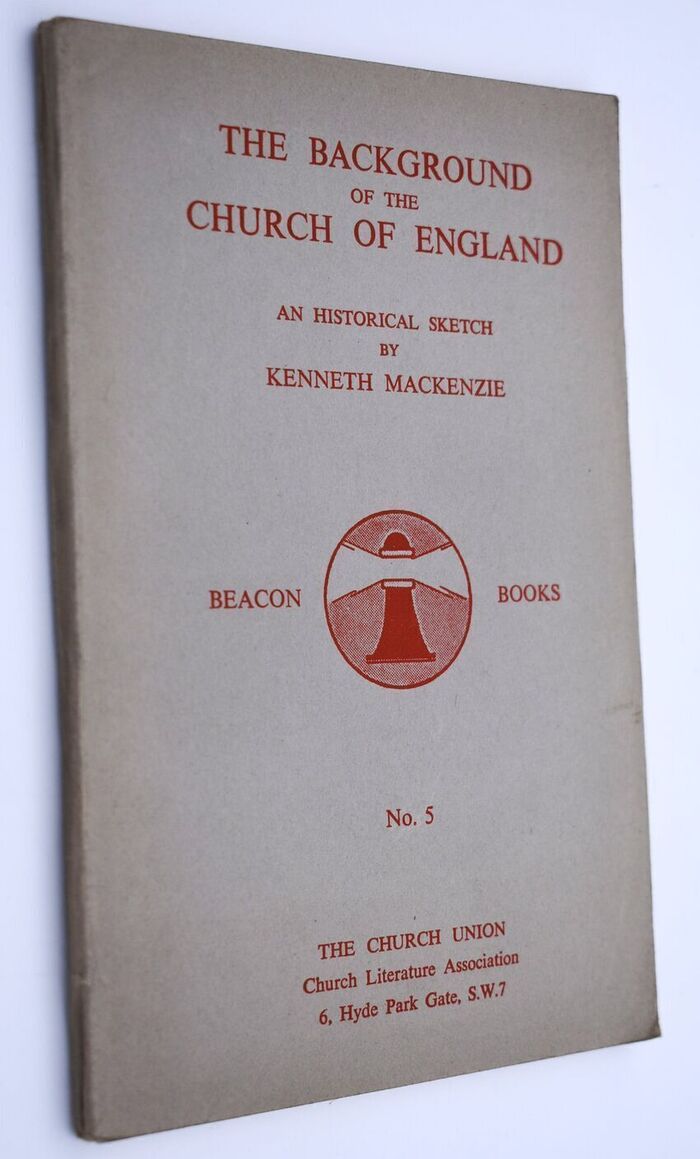 THE BACKGROUND
OF THE
CHURCH OF ENGLAND
AN HISTORICAL SKETCH
BY
KENNETH MACKENZIE
BEACON BOOKS
No. 5
THE CHURCH UNION
Church Literature Association
6, Hyde Park Gate, S.W.7